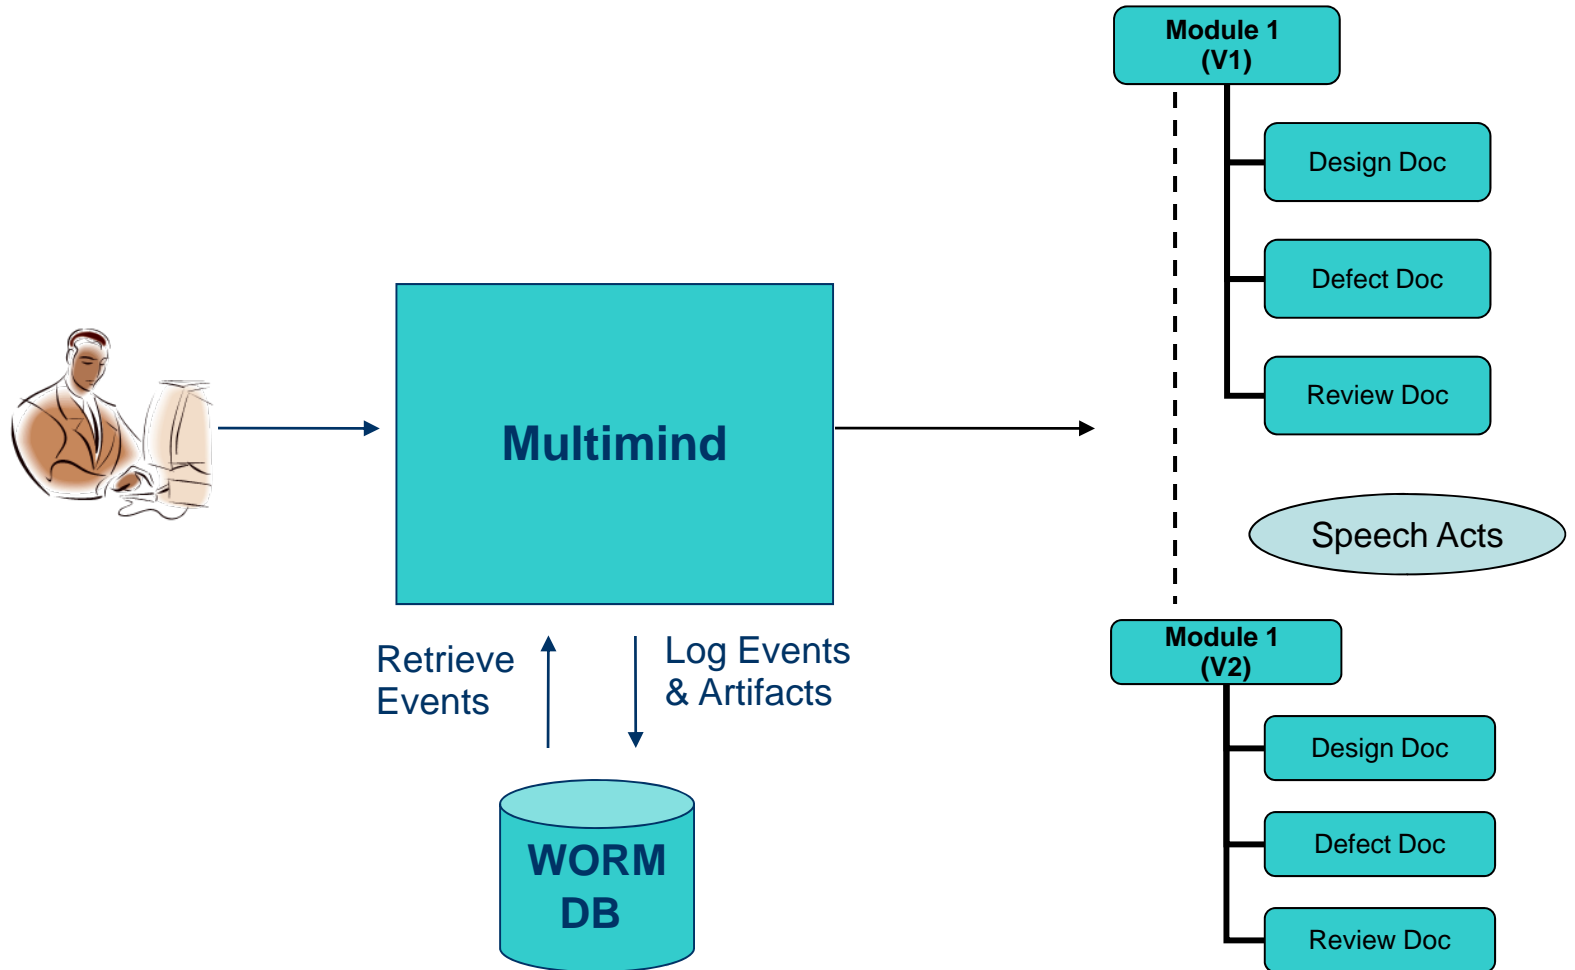 Module 1
(V1)
Design Doc
Defect Doc
Review Doc
Multimind
Speech Acts
Retrieve
Events
Log Events
& Artifacts
WORM
DB
Module 1
(V2)
Design Doc
Defect Doc
Review Doc